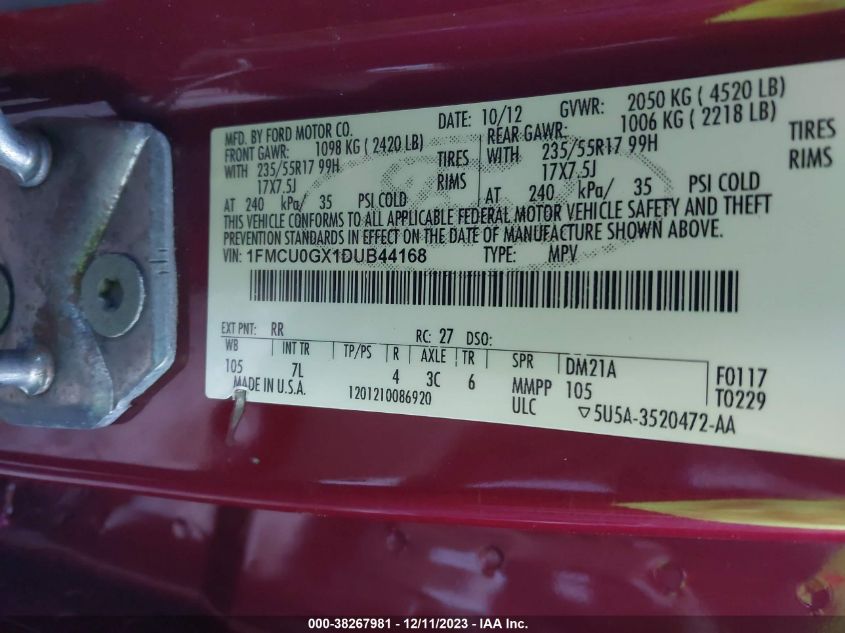 MFD. BY FORD MOTOR CO. DATE: 10/12 GVWR: 2050 KG ( 4520 LB)
FRONT GAWR: 1098 KG ( 2420 LB) REAR GAWR: 1006 KG ( 2218 LB)
WITH 235/55R17 99H TIRES WITH 235/55R17 99H TIRES
17X7.5J RIMS 17X7.5J RIMS
AT 240 kPa/ 35 PSI COLD AT 240 kPa/ 35 PSI COLD
THIS VEHICLE CONFORMS TO ALL APPLICABLE FEDERAL MOTOR VEHICLE SAFETY AND THEFT
PREVENTION STANDARDS IN EFFECT ON THE DATE OF MANUFACTURE SHOWN ABOVE.
VIN: 1FMCU0GX1DUB44168 TYPE: MPV
EXT PNT: RR RC: 27 DSO:
WB INT TR TP/PS R AXLE TR SPR DM21A F0117
105 7L 4 3C 6 MMPP 105 T0229
MADE IN U.S.A. 1201210086920 ULC ▽5U5A-3520472-AA
000-38267981 - 12/11/2023 - IAA Inc.